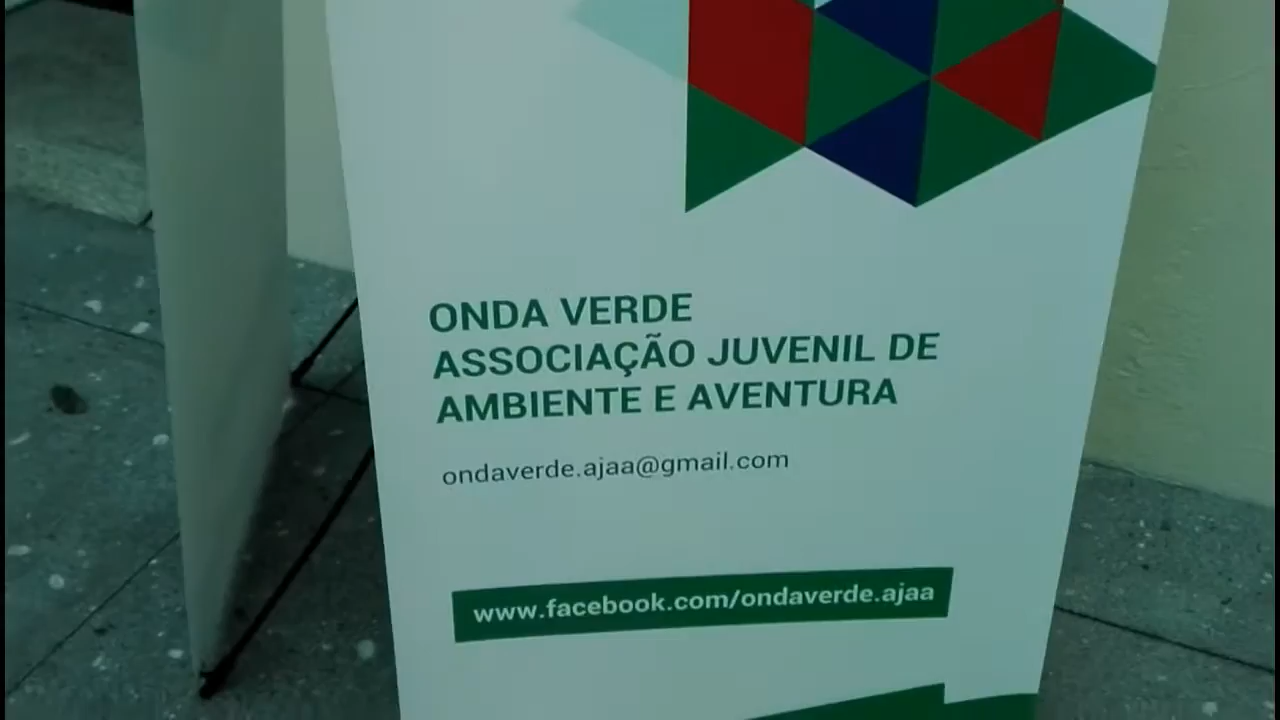 ONDA VERDE
ASSOCIAÇÃO JUVENIL DE
AMBIENTE E AVENTURA
ondaverde.ajaa@gmail.com
www.facebook.com/ondaverde.ajaa